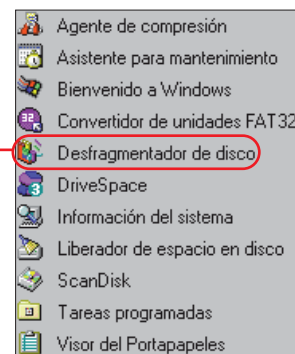 Agente de compresión
Asistente para mantenimiento
Bienvenido a Windows
Convertidor de unidades FAT32
Desfragmentador de disco
DriveSpace
Información del sistema
Liberador de espacio en disco
ScanDisk
Tareas programadas
Visor del Portapapeles